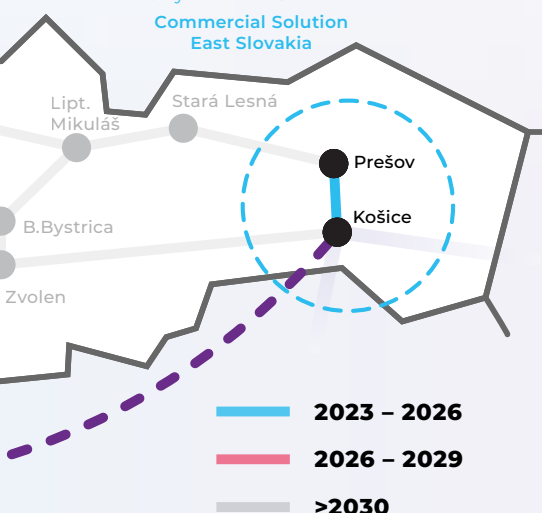 Commercial Solution
East Slovakia
Lipt.
Mikuláš
Stará Lesná
Prešov
Košice
B.Bystrica
Zvolen
2023 – 2026
2026 – 2029
>2030